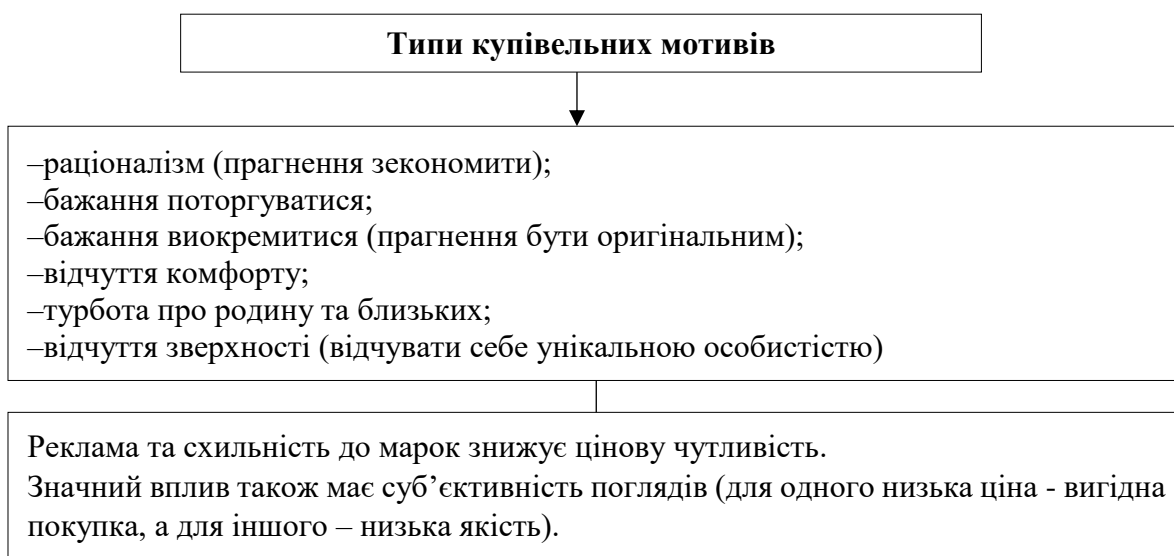 Типи купівельних мотивів
–раціоналізм (прагнення зекономити);
–бажання поторгуватися;
–бажання виокремитися (прагнення бути оригінальним);
–відчуття комфорту;
–турбота про родину та близьких;
–відчуття зверхності (відчувати себе унікальною особистістю)
Реклама та схильність до марок знижує цінову чутливість.
Значний вплив також має суб’єктивність поглядів (для одного низька ціна - вигідна
покупка, а для іншого – низька якість).